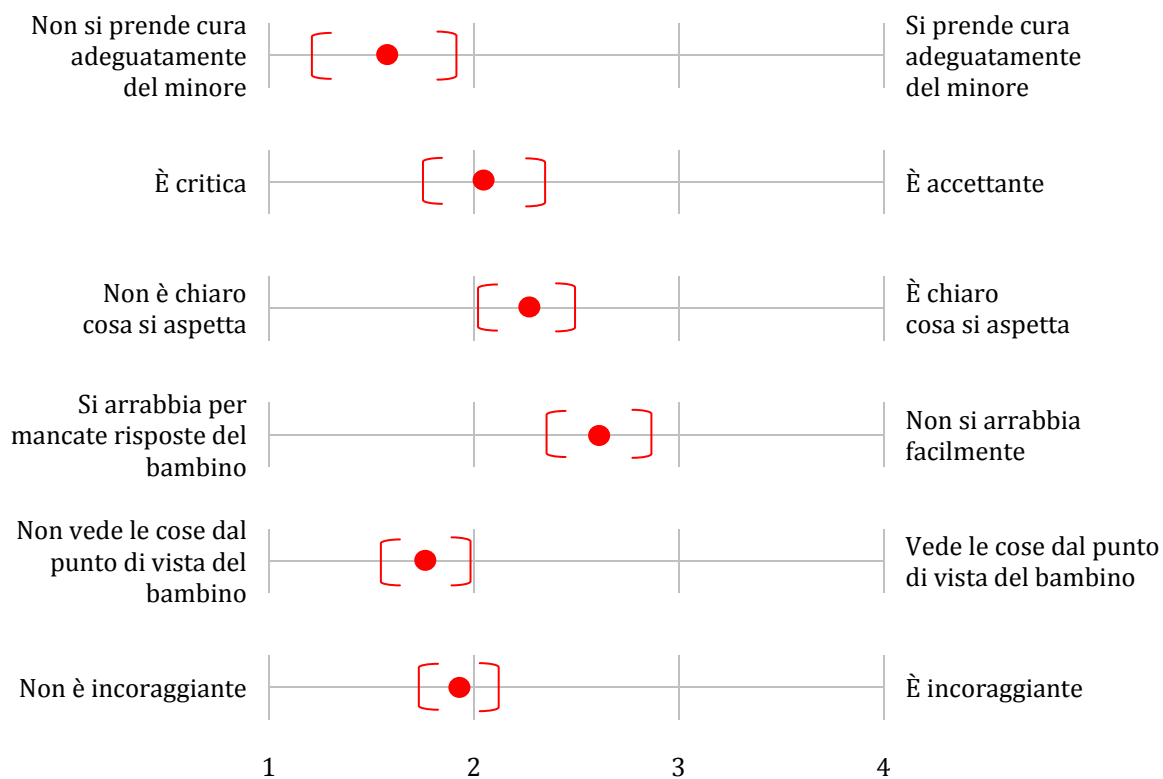 Non si prende cura
adeguatamente
del minore
Si prende cura
adeguatamente
del minore
È critica
È accettante
Non è chiaro
cosa si aspetta
È chiaro
cosa si aspetta
Si arrabbia per
mancate risposte del
bambino
Non si arrabbia
facilmente
Non vede le cose dal
punto di vista del
bambino
Vede le cose dal punto
di vista del bambino
Non è incoraggiante
È incoraggiante
1 2 3 4